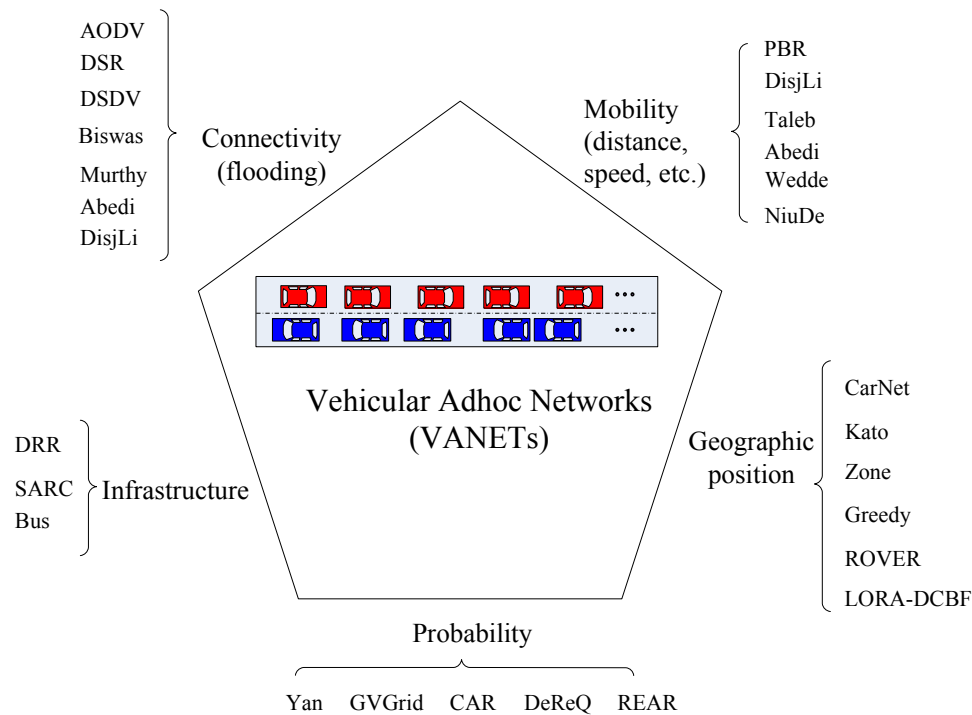 AODV
DSR
DSDV
Biswas
Murthy
Abedi
DisjLi
Connectivity
(flooding)
Mobility
(distance,
speed, etc.)
PBR
DisjLi
Taleb
Abedi
Wedde
NiuDe
Vehicular Adhoc Networks
(VANETs)
DRR
SARC
Bus
Infrastructure
Geographic
position
CarNet
Kato
Zone
Greedy
ROVER
LORA-DCBF
Probability
Yan GVGrid CAR DeReQ REAR